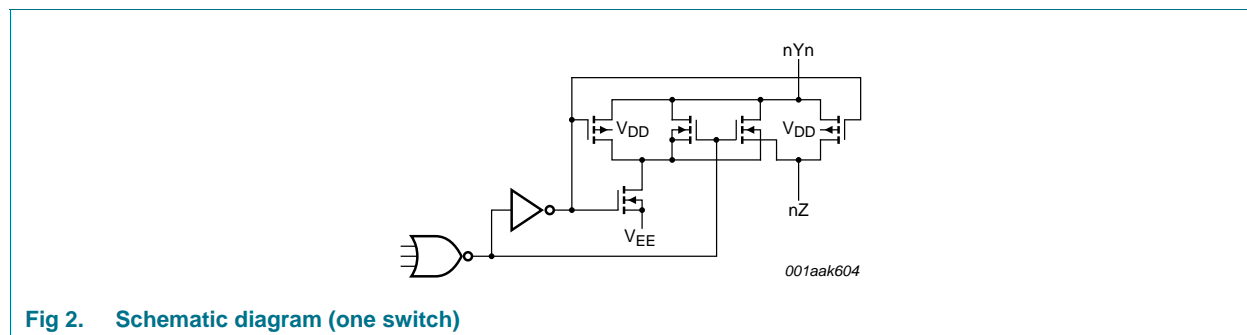 nYn
VDD
VDD
nZ
VEE
001aak604
Fig 2. Schematic diagram (one switch)